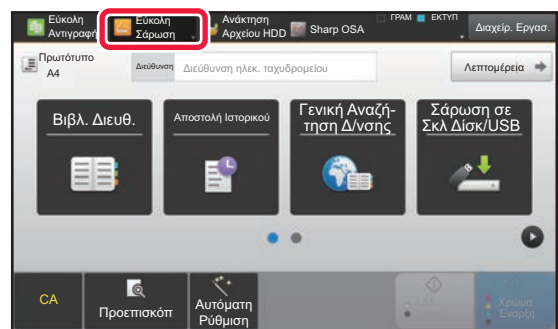 Εύκολη
Αντιγραφή
Εύκολη
Σάρωση
Ανάκτηση
Αρχείου HDD
Sharp OSA
ΓΡΑΜ
ΕΚΤΥΠ
Διαχείρ. Εργασ.
Πρωτότυπο
A4
Διεύθυνση
Διεύθυνση ηλεκ. ταχυδρομείου
Λεπτομέρεια
Βιβλ. Διευθ.
Αποστολή Ιστορικού
Γενική Αναζή-
τηση Δ/νσης
Σάρωση σε
Σκλ Δίσκ/USB
CA
Προεπισκόπ
Αυτόματη
Ρύθμιση
Χρώμα
Έναρξη